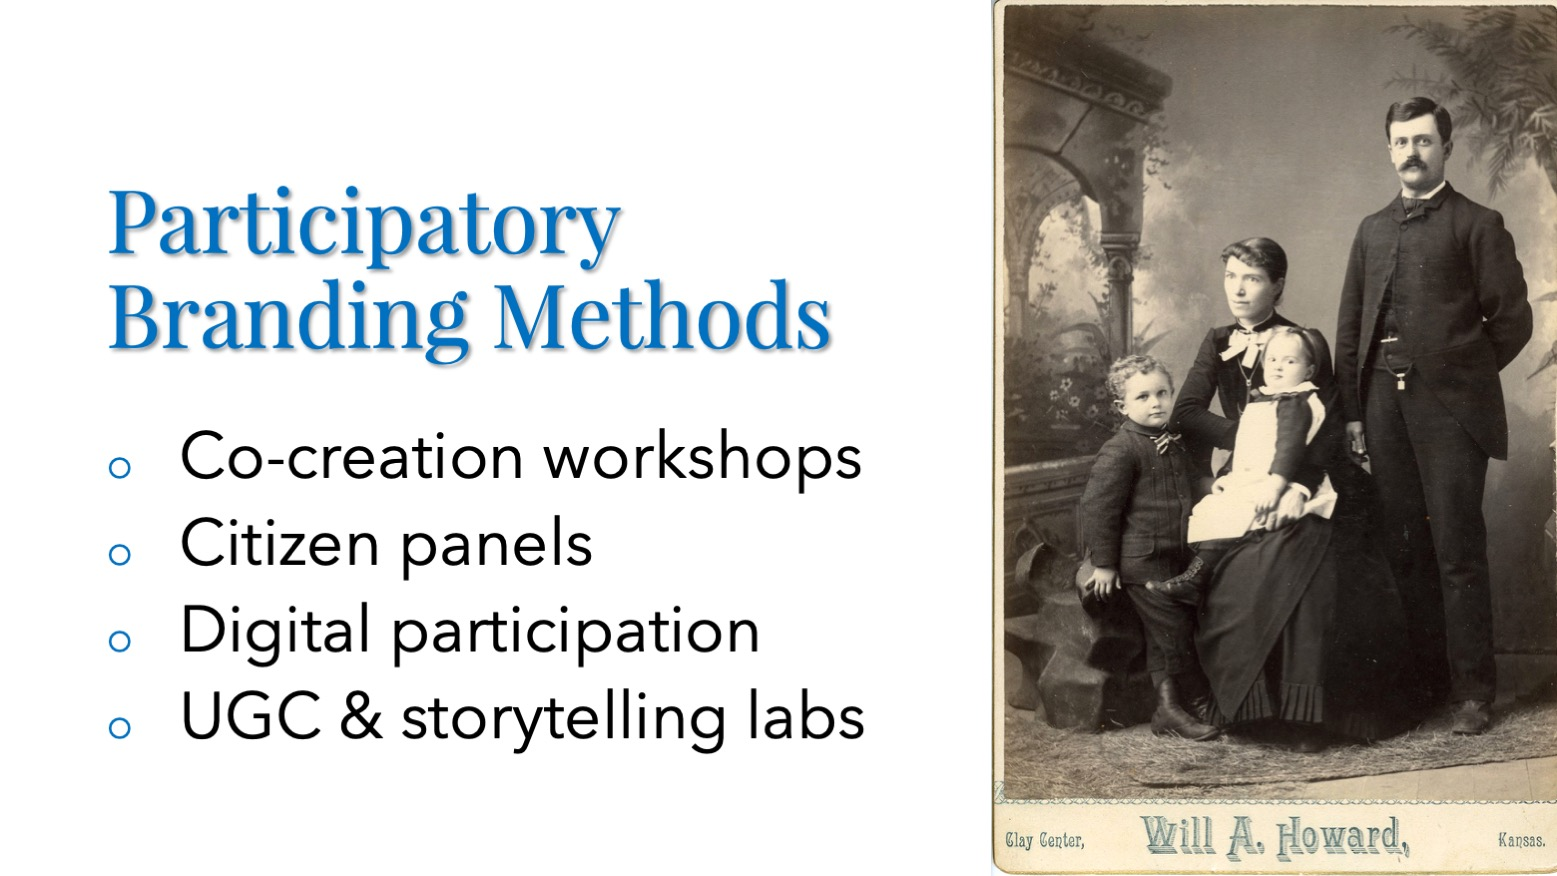 Participatory
Branding Methods
Co-creation workshops
Citizen panels
Digital participation
UGC & storytelling labs
Clay Center, Will A. Howard, Kansas.